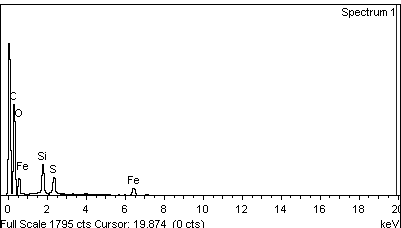 Spectrum 1
C
O
Fe
Si
S
Fe
0 2 4 6 8 10 12 14 16 18 20
Full Scale 1795 cts Cursor: 19.874 (0 cts) keV